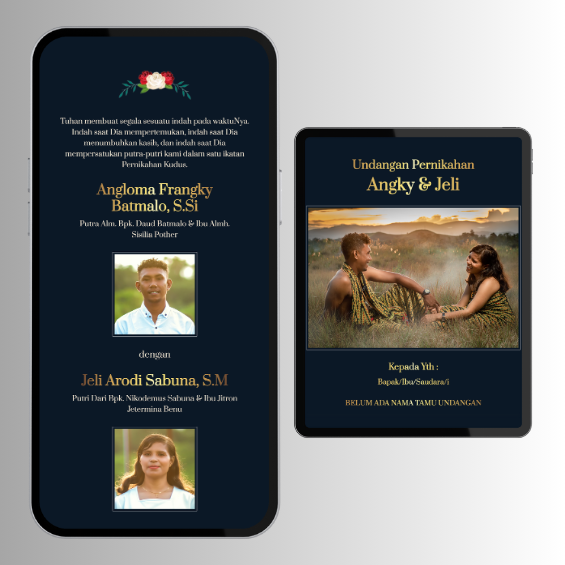 Tuhan membuat segala sesuatu indah pada waktuNya.
Indah saat Dia mempertemukan, indah saat Dia
menumbuhkan kasih, dan indah saat Dia
mempersatukan putra-putri kami dalam satu ikatan
Pernikahan Kudus.
Angloma Frangky
Batmalo, S.Si
Putra Alm. Bpk. Daud Batmalo & Ibu Almh.
Sisilia Pother
dengan
Jeli Arodi Sabuna, S.M
Putri Dari Bpk. Nikodemus Sabuna & Ibu Jitron
Jetermina Benu
Undangan Pernikahan
Angky & Jeli
Kepada Yth :
Bapak/Ibu/Saudara/i
BELUM ADA NAMA TAMU UNDANGAN